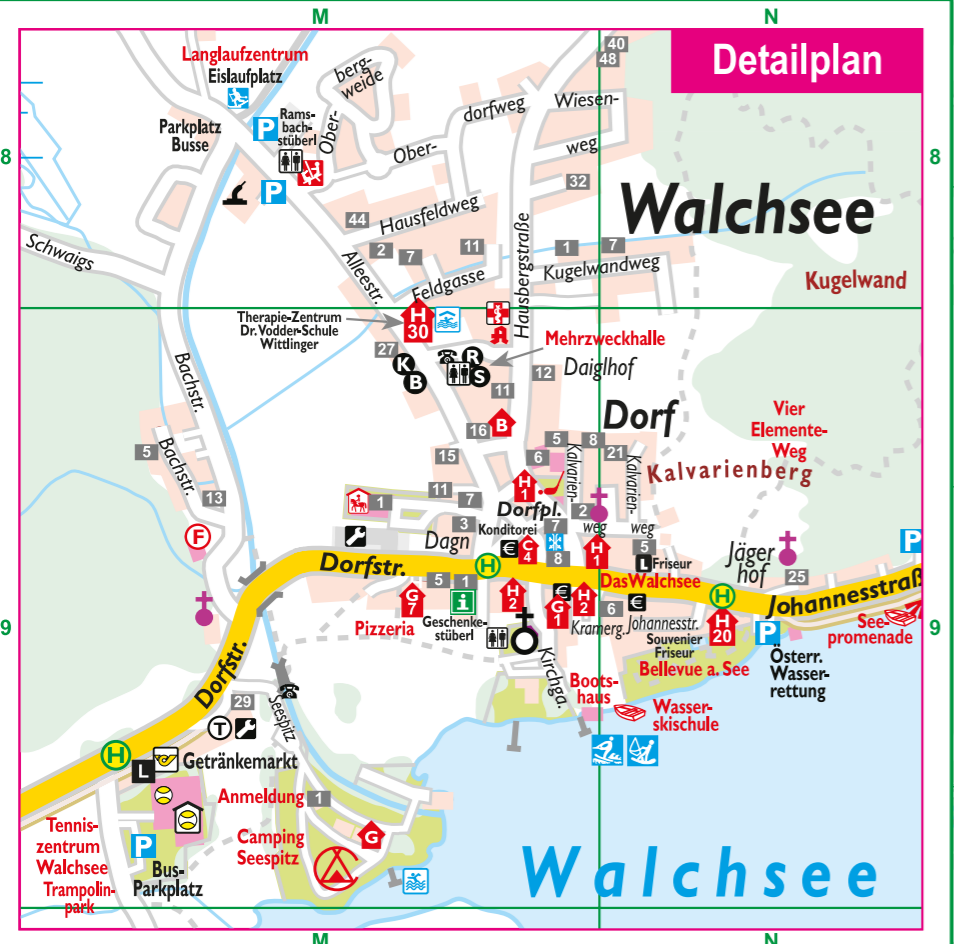 M
N
Detailplan
Langlaufzentrum
Eislaufplatz
Parkplatz
Busse
P
Rams-
bach-
stüberl
P
Ober-
berg-
weide
Ober-
dorfweg
Wiesen-
weg
40
48
32
8
8
Walchsee
Kugelwand
Schwaigs
44
Hausfeldweg
2
7
11
1
7
Feldgasse
Kugelwandweg
Alleestr.
Hausbergstraße
Therapie-Zentrum
Dr. Vodder-Schule
Wittlinger
H
30
A
Mehrzweckhalle
27
K
B
R
S
12
Daiglhof
11
Bachstr.
Bachstr.
5
13
16
B
15
Dorf
Vier
Elemente-
Weg
Kalvarienberg
5
8
6
21
Kalvarien-
weg
Kalvarien-
weg
H
1
11
7
1
2
Dorfpl.
Konditorei
7
3
Dagn
€
C
4
8
H
1
5
L
Friseur
Jäger
hof
25
P
F
Dorfstr.
H
DasWalchsee
5
1
G
7
i
H
2
€
G
1
H
2
6
€
H
H
20
P
Johannesstraß
Pizzeria
Geschenke-
stüberl
Kramerg.
Johannesstr.
Souvenier
Friseur
Bellevue a. See
See-
promenade
Österr.
Wasser-
rettung
9
9
Dorfstr.
Kirchga.
Boots-
haus
Wasser-
skischule
29
T
Seespitz
H
L
Getränkemarkt
Anmeldung
1
Camping
Seespitz
G
Tennis-
zentrum
Walchsee
Trampolin-
park
P
Bus-
Parkplatz
Walchsee
M
N